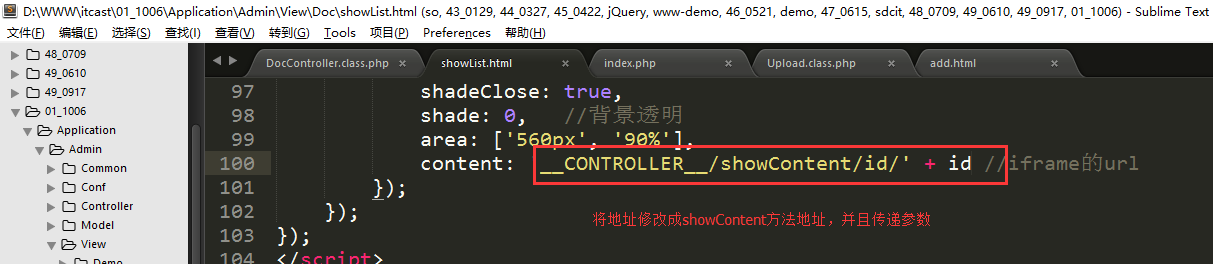 D:\WWW\itcast\01_1006\Application\Admin\View\Doc\showList.html (so, 43_0129, 44_0327, 45_0422, jQuery, www-demo, 46_0521, demo, 47_0615, sdcit, 48_0709, 49_0610, 49_0917, 01_1006) - Sublime Text
文件(F) 编辑(E) 选择(S) 查找(I) 查看(V) 转到(G) Tools 项目(P) Preferences 帮助(H)
48_0709
49_0610
49_0917
01_1006
Application
Admin
Common
Conf
Controller
Model
View
DocController.class.php × showList.html × index.php × Upload.class.php × add.html ×
97 shadeClose: true,
98 shade: 0, //背景透明
99 area: ['560px', '90%'],
100 content: '__CONTROLLER__/showContent/id/' + id //iframe的url
101 });
102 });
103 });
104 </script>
将地址修改成showContent方法地址，并且传递参数